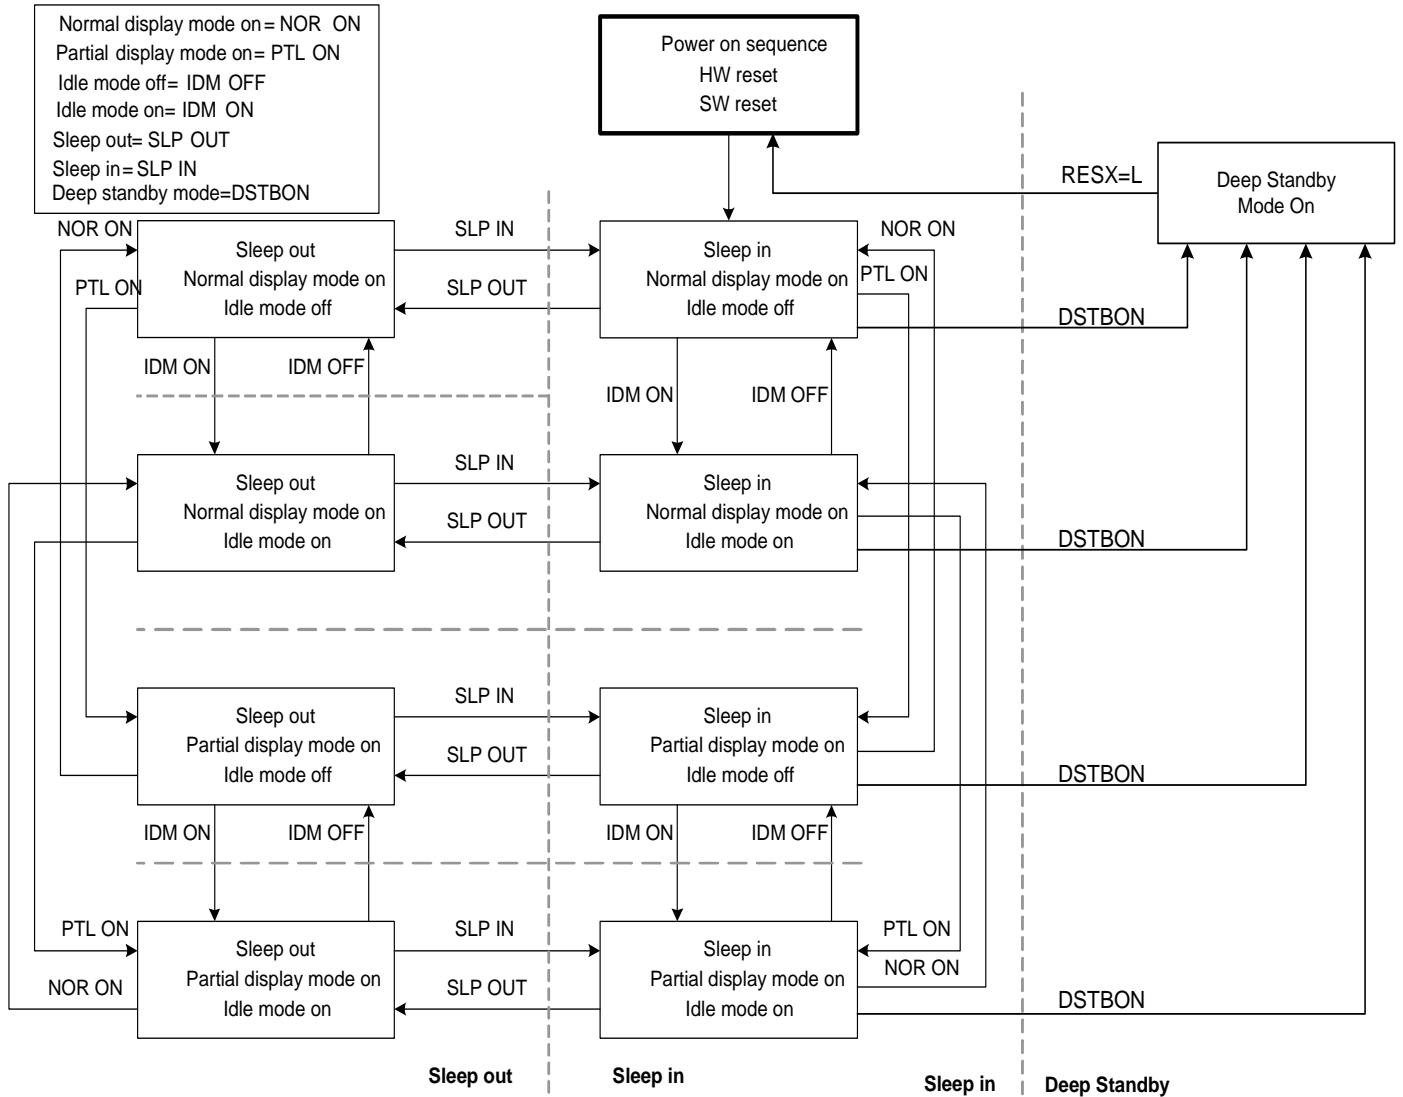 Normal display mode on= NOR ON
Partial display mode on= PTL ON
Idle mode off= IDM OFF
Idle mode on= IDM ON
Sleep out= SLP OUT
Sleep in= SLP IN
Deep standby mode=DSTBON
Power on sequence
HW reset
SW reset
RESX=L
Deep Standby
Mode On
NOR ON
PTL ON
Sleep out
Normal display mode on
Idle mode off
SLP IN
SLP OUT
Sleep in
Normal display mode on
Idle mode off
NOR ON
PTL ON
DSTBON
IDM ON
IDM OFF
IDM ON
IDM OFF
Sleep out
Normal display mode on
Idle mode on
SLP IN
SLP OUT
Sleep in
Normal display mode on
Idle mode on
DSTBON
Sleep out
Partial display mode on
Idle mode off
SLP IN
SLP OUT
Sleep in
Partial display mode on
Idle mode off
DSTBON
IDM ON
IDM OFF
IDM ON
IDM OFF
PTL ON
NOR ON
Sleep out
Partial display mode on
Idle mode on
SLP IN
SLP OUT
Sleep in
Partial display mode on
Idle mode on
PTL ON
NOR ON
DSTBON
Sleep out
Sleep in
Sleep in
Deep Standby